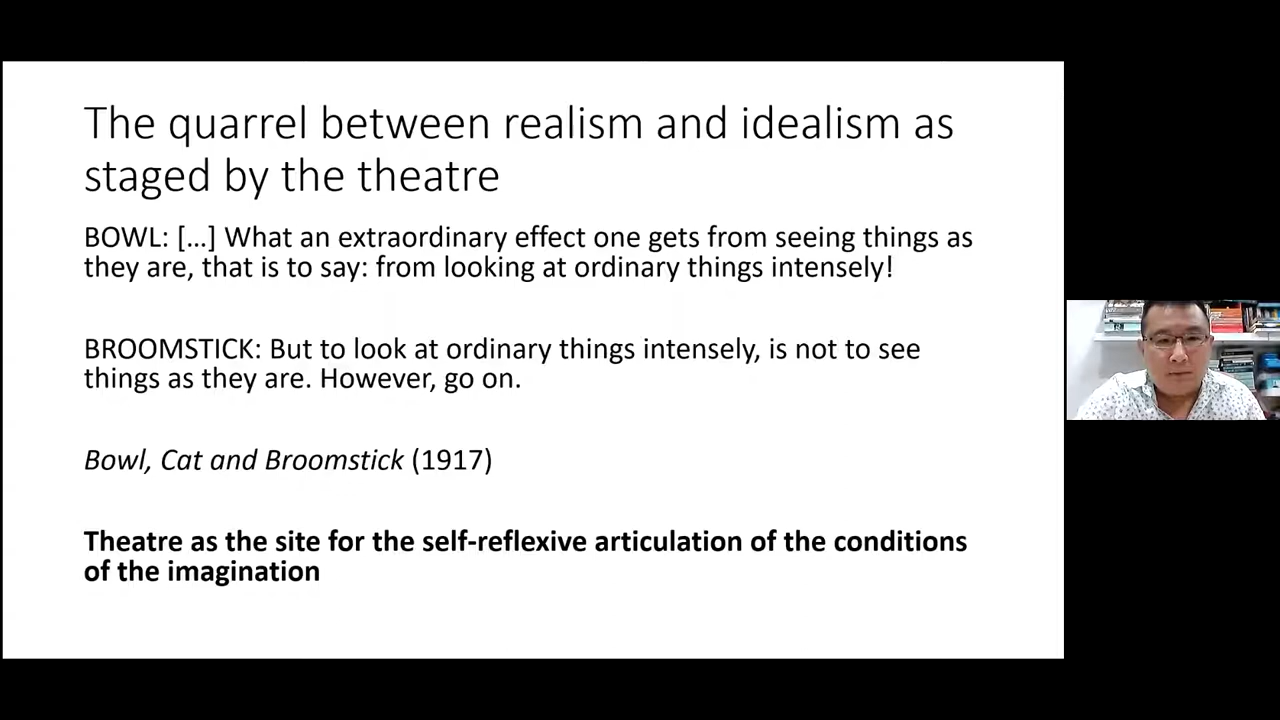 The quarrel between realism and idealism as
staged by the theatre
BOWL: […] What an extraordinary effect one gets from seeing things as
they are, that is to say: from looking at ordinary things intensely!
BROOMSTICK: But to look at ordinary things intensely, is not to see
things as they are. However, go on.
Bowl, Cat and Broomstick (1917)
Theatre as the site for the self-reflexive articulation of the conditions
of the imagination